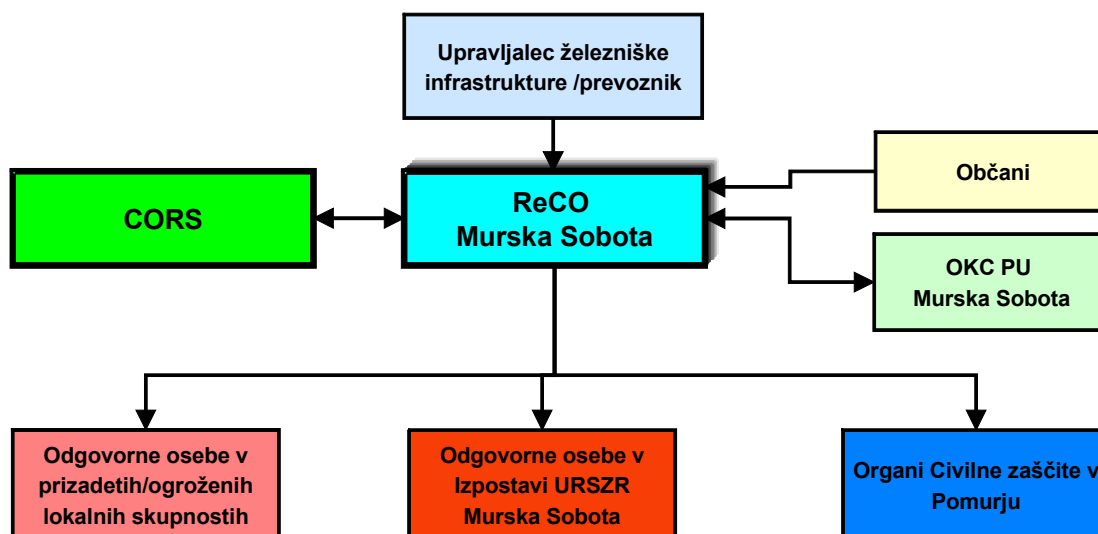 Upravljalec železniške
infrastrukture /prevoznik
Občani
CORS
ReCO
Murska Sobota
OKC PU
Murska Sobota
Odgovorne osebe v
prizadetih/ogroženih
lokalnih skupnostih
Odgovorne osebe v
Izpostavi URSZR
Murska Sobota
Organi Civilne zaščite v
Pomurju